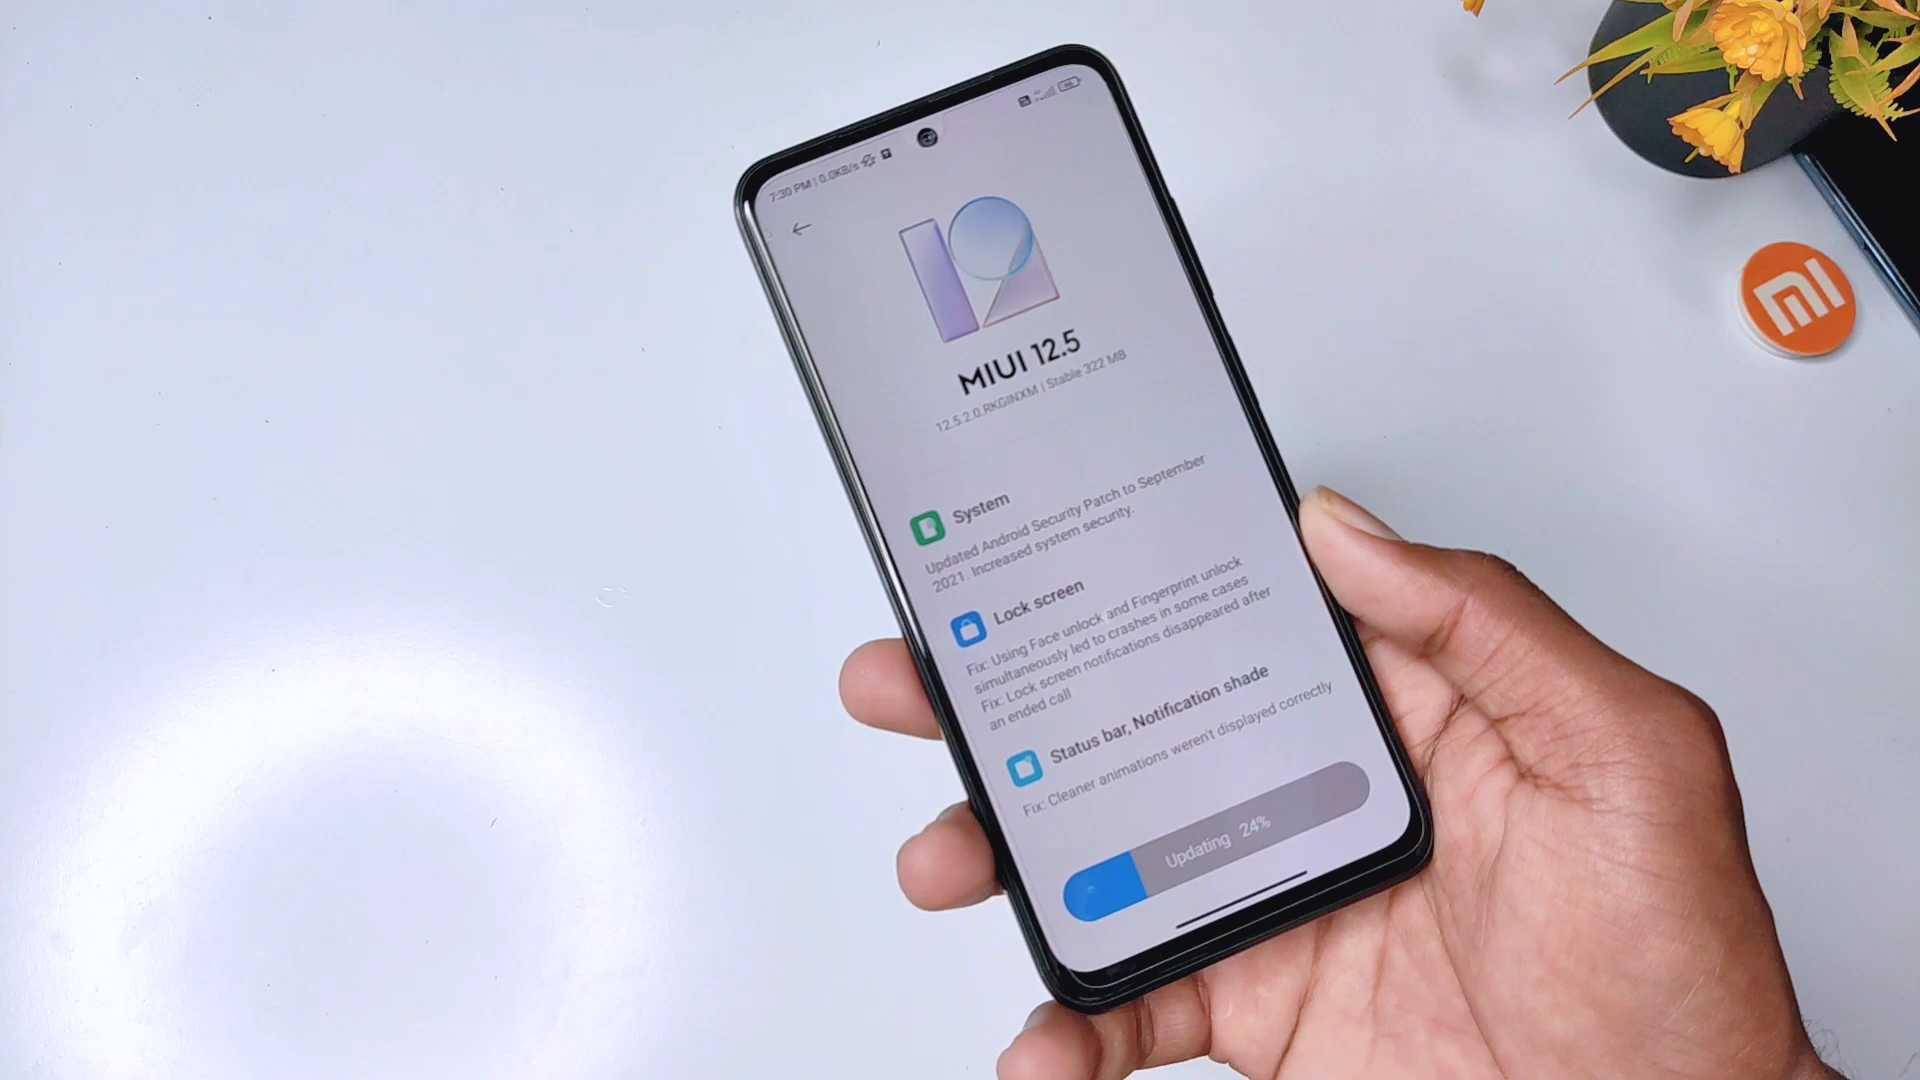 7:30 PM | 0.0KB/s
12
MIUI 12.5
12.5.2.0.RKGINXM | Stable 322 MB
System
Updated Android Security Patch to September
2021. Increased system security.
Lock screen
Fix: Using Face unlock and Fingerprint unlock
simultaneously led to crashes in some cases
Fix: Lock screen notifications disappeared after
an ended call
Status bar, Notification shade
Fix: Cleaner animations weren't displayed correctly
Updating 24%
mi